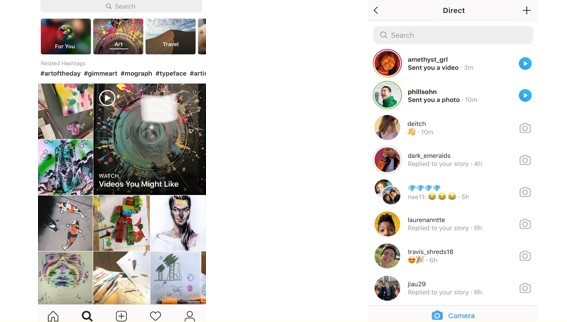 Search
For You
Art
Travel
Related Hashtags
#artoftheday #gimmeart #mograph #typeface #artis
WATCH
Videos You Might Like
Direct
Search
amethyst_grl
Sent you a video · 3m
phillsohn
Sent you a photo · 10m
deitch
👋 · 10m
dark_emeralds
Replied to your story · 4h
💎💎💎💎
rae11: 😂 😂 😂 · 5h
laurenanntte
Replied to your story · 6h
travis_shreds18
😍🎉 · 6h
jlau29
Replied to your story · 6h
Camera